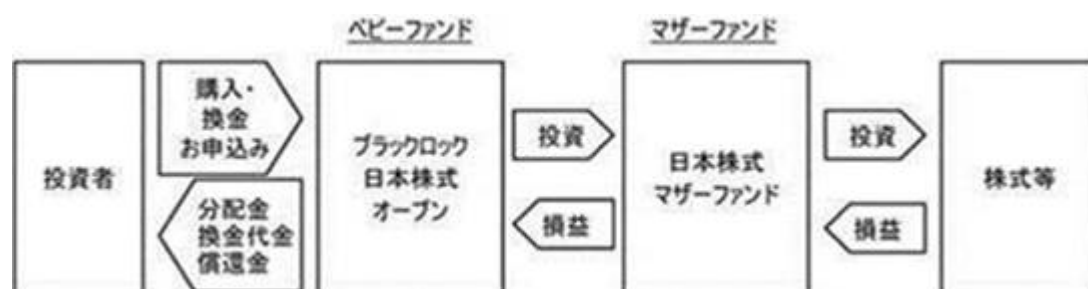 ベビーファンド
マザーファンド
投資者
購入・
換金
お申込み
分配金
換金代金
償還金
ブラックロック
日本株式
オープン
投資
損益
日本株式
マザーファンド
投資
損益
株式等